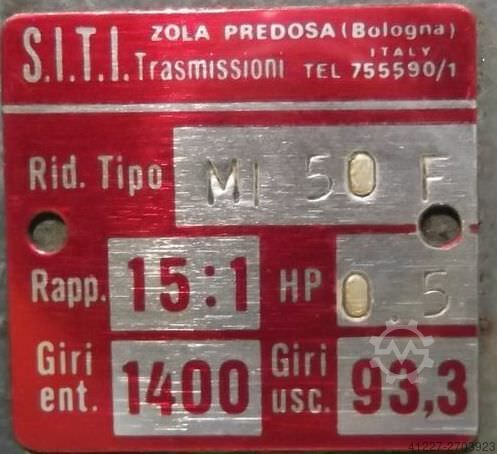 S.I.T.I. Trasmissioni
ZOLA PREDOSA (Bologna)
ITALY
TEL 755590/1
Rid. Tipo MI 50 F
Rapp. 15:1 HP 0 5
Giri ent. 1400 Giri usc. 93,3
41227-2703923